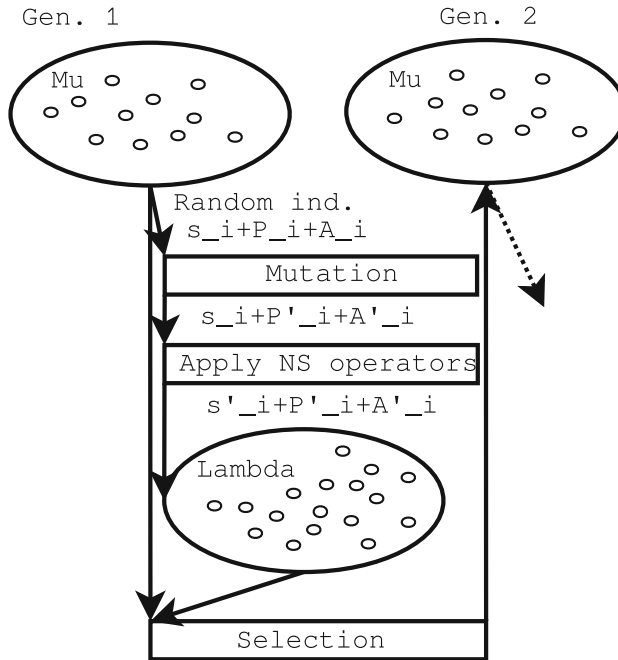 Gen. 1
Gen. 2
Mu
Mu
Random ind.
s_i+P_i+A_i
Mutation
s_i+P'_i+A'_i
Apply NS operators
s'_i+P'_i+A'_i
Lambda
Selection